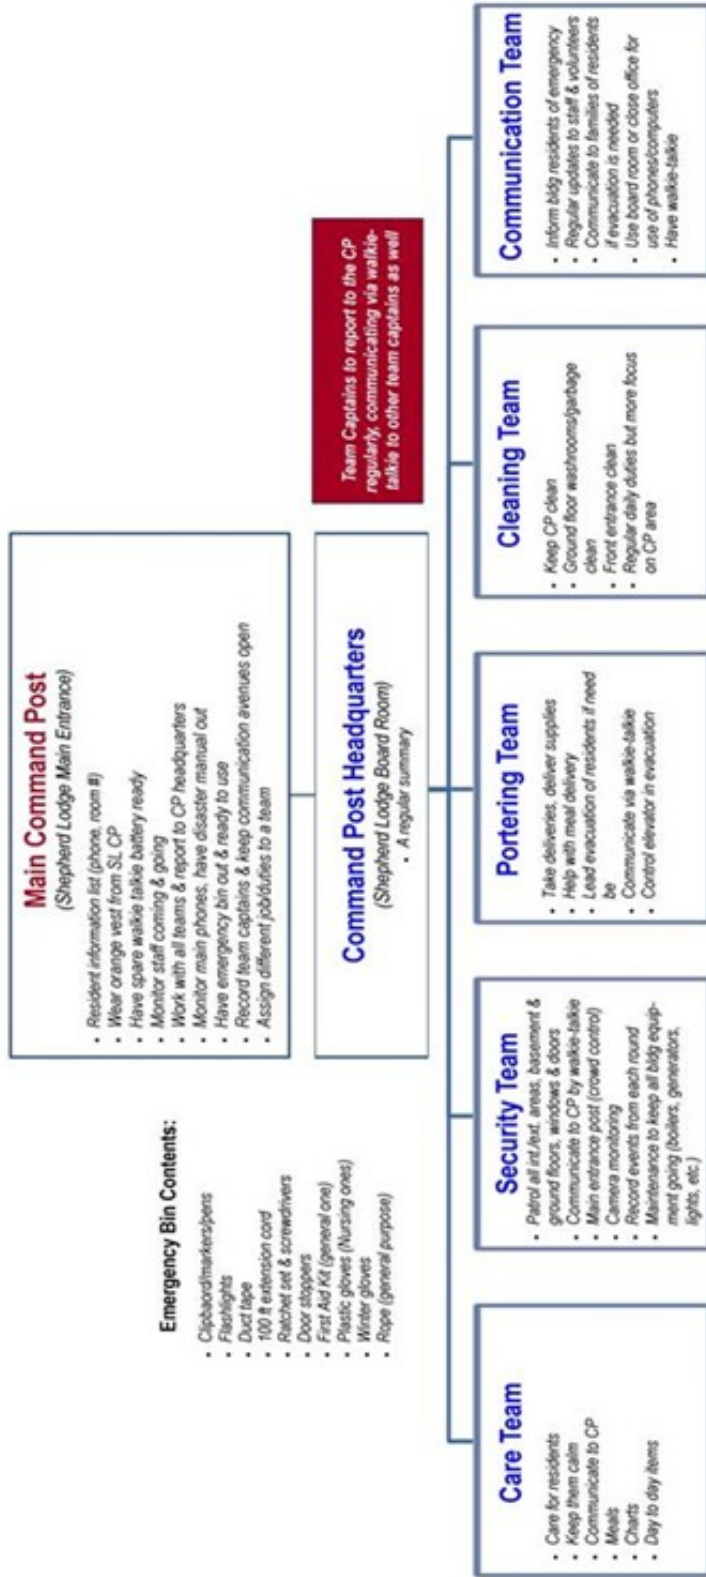 Main Command Post
(Shepherd Lodge Main Entrance)
• Resident information list (phone, room #)
• Wear orange vest from SL CP
• Have spare walkie talkie battery ready
• Monitor staff coming & going
• Work with all teams & report to CP headquarters
• Monitor main phones, have disaster manual out
• Have emergency bin out & ready to use
• Record team captains & keep communication avenues open
• Assign different job/duties to a team
Emergency Bin Contents:
• Clipbaord/markers/pens
• Flashlights
• Duct tape
• 100 ft extension cord
• Ratchet set & screwdrivers
• Door stoppers
• First Aid Kit (general one)
• Plastic gloves (Nursing ones)
• Winter gloves
• Rope (general purpose)
Command Post Headquarters
(Shepherd Lodge Board Room)
• A regular summary
Team Captains to report to the CP
regularly, communicating via walkie-
talkie to other team captains as well
Care Team
• Care for residents
• Keep them calm
• Communicate to CP
• Meals
• Charts
• Day to day items
Security Team
• Patrol all int./ext. areas, basement &
ground floors, windows & doors
• Communicate to CP by walkie-talkie
• Main entrance post (crowd control)
• Camera monitoring
• Record events from each round
• Maintenance to keep all bldg equip-
ment going (boilers, generators,
lights, etc.)
Portering Team
• Take deliveries, deliver supplies
• Help with meal delivery
• Lead evacuation of residents if need
be
• Communicate via walkie-talkie
• Control elevator in evacuation
Cleaning Team
• Keep CP clean
• Ground floor washrooms/garbage
clean
• Front entrance clean
• Regular daily duties but more focus
on CP area
Communication Team
• Inform bldg residents of emergency
• Regular updates to staff & volunteers
• Communicate to families of residents
if evacuation is needed
• Use board room or close office for
use of phones/computers
• Have walkie-talkie